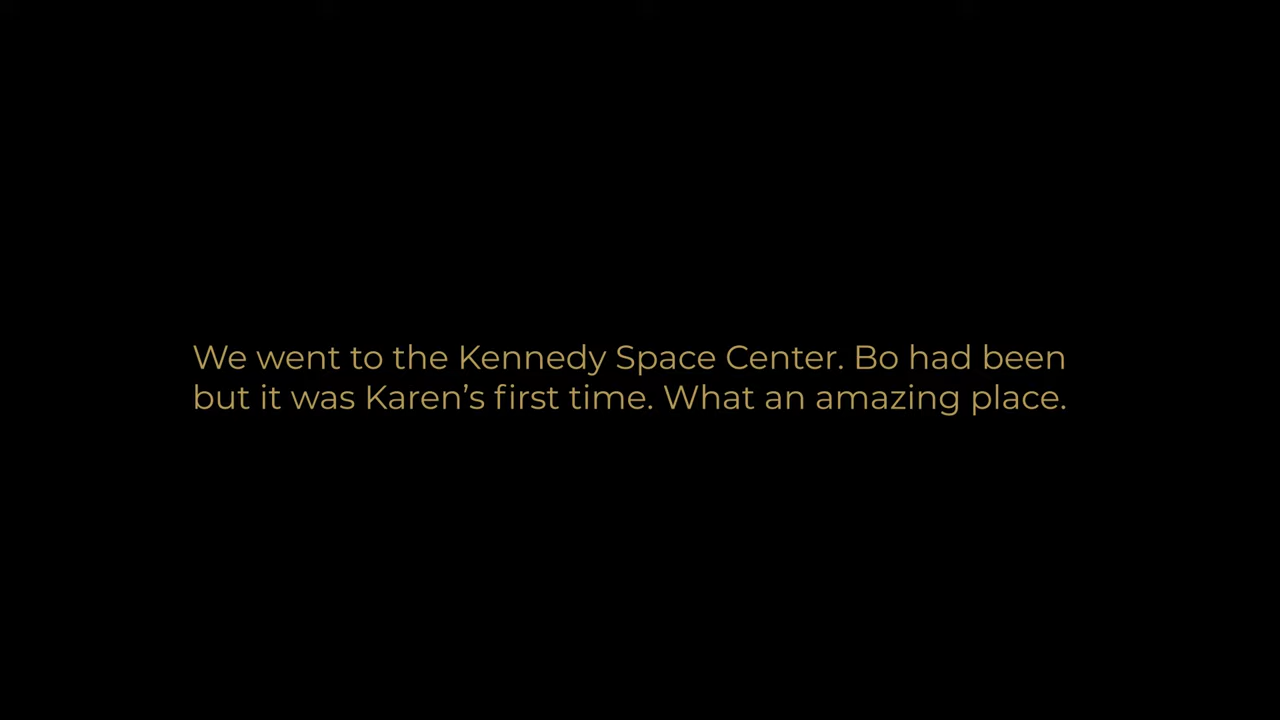 We went to the Kennedy Space Center. Bo had been
but it was Karen’s first time. What an amazing place.